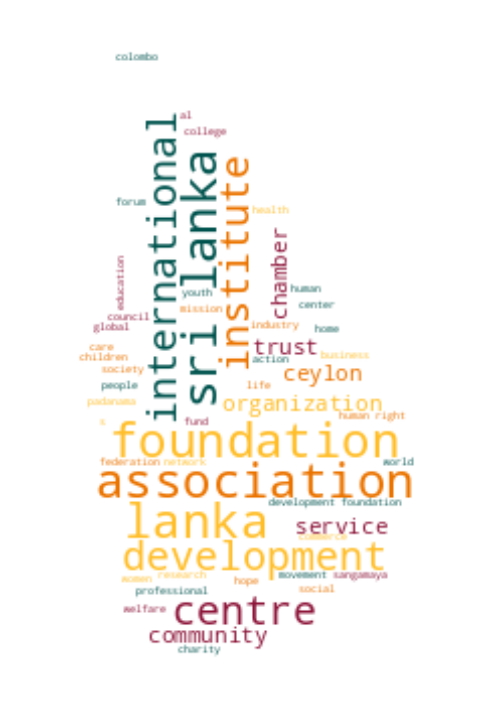 colombo
al
college
international
sri lanka
institute
forum
health
education
chamber
youth
human
mission
center
council
global
industry
home
trust
care
children
action
business
society
ceylon
people
life
padanama
organization
human right
s
fund
foundation
federation
network
world
association
development foundation
lanka
service
commerce
development
women
research
hope
movement
sangamaya
professional
social
welfare
centre
community
charity